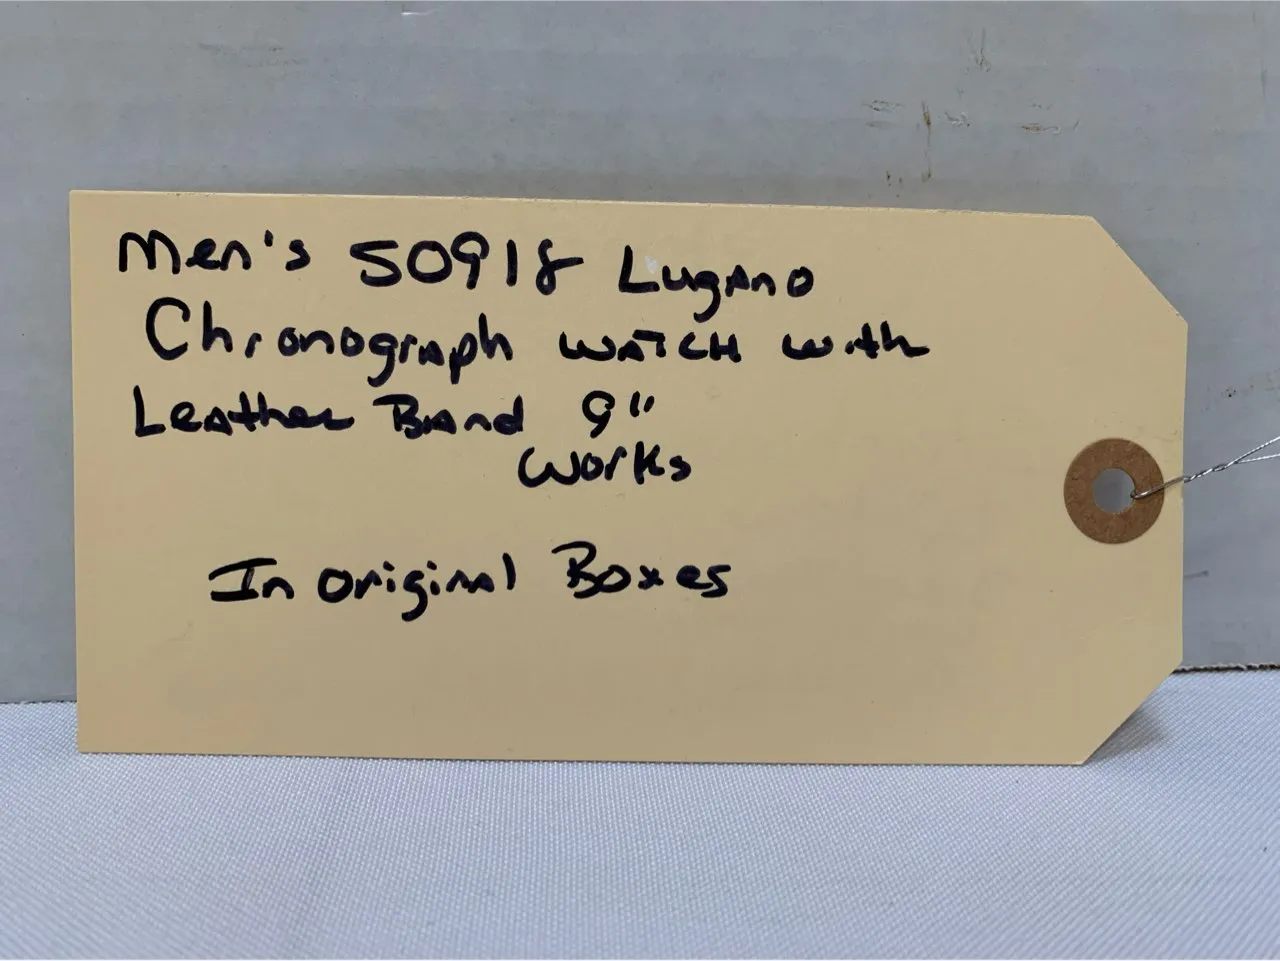 Men's 50918 Lugano
Chronograph WATCH with
Leather Band 9"
Works
In original Boxes